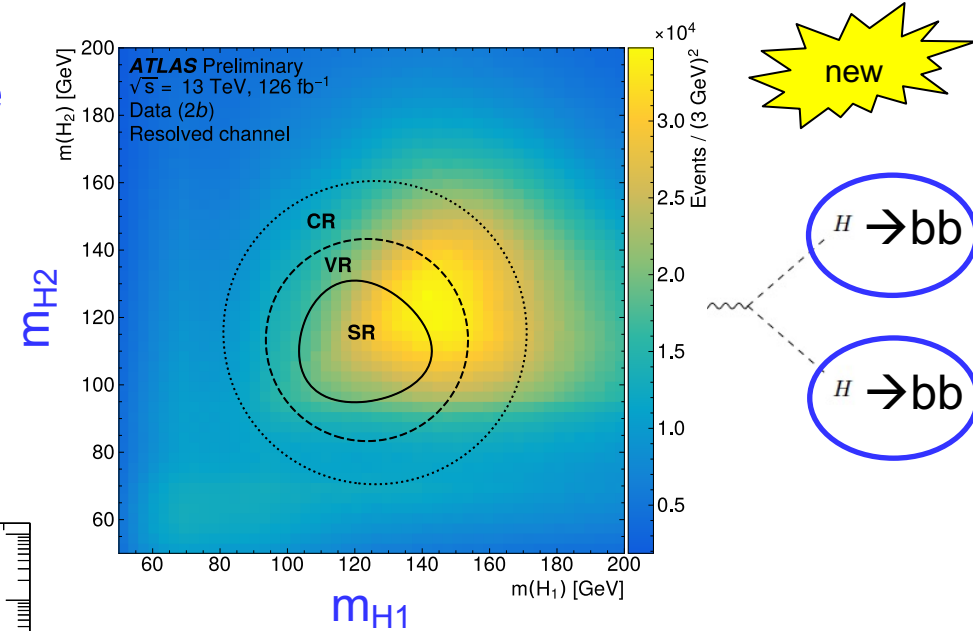 ×10⁴
ATLAS Preliminary
√s = 13 TeV, 126 fb⁻¹
Data (2b)
Resolved channel
CR
VR
SR
200
180
160
140
120
100
80
60
m(H₂) [GeV]
mH2
60
80
100
120
140
160
180
200
m(H₁) [GeV]
mH1
3.0
2.5
2.0
1.5
1.0
0.5
Events / (3 GeV)²
new
H →bb
H →bb